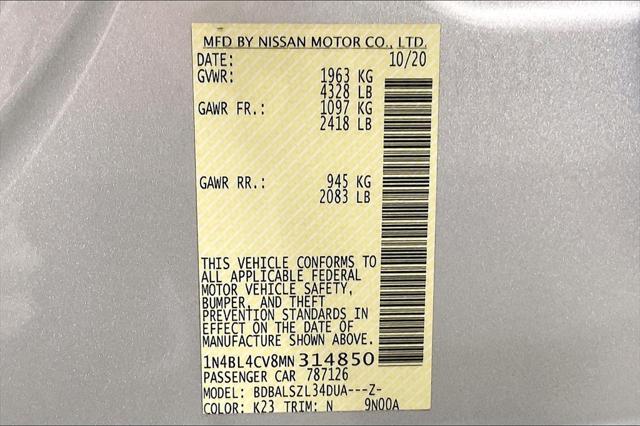 MFD BY NISSAN MOTOR CO., LTD.
DATE: 10/20
GVWR: 1963 KG
4328 LB
GAWR FR.: 1097 KG
2418 LB
GAWR RR.: 945 KG
2083 LB
THIS VEHICLE CONFORMS TO
ALL APPLICABLE FEDERAL
MOTOR VEHICLE SAFETY,
BUMPER, AND THEFT
PREVENTION STANDARDS IN
EFFECT ON THE DATE OF
MANUFACTURE SHOWN ABOVE.
1N4BL4CV8MN314850
PASSENGER CAR 787126
MODEL: BDBALSZL34DUA---Z-
COLOR: K23 TRIM: N 9N00A